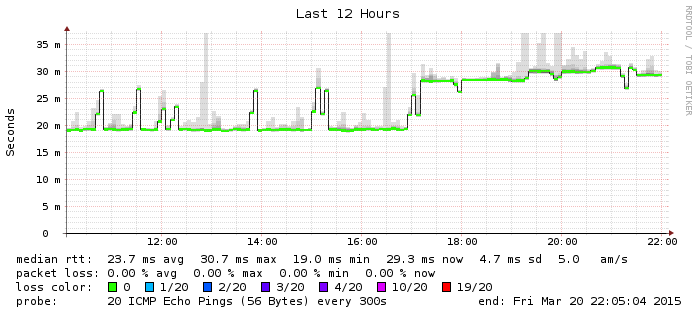 Last 12 Hours
RRDTOOL / TOBI OETIKER
Seconds
35 m
30 m
25 m
20 m
15 m
10 m
5 m
0
12:00 14:00 16:00 18:00 20:00 22:00
median rtt: 23.7 ms avg 30.7 ms max 19.0 ms min 29.3 ms now 4.7 ms sd 5.0 am/s
packet loss: 0.00 % avg 0.00 % max 0.00 % min 0.00 % now
loss color: 0 1/20 2/20 3/20 4/20 10/20 19/20
probe: 20 ICMP Echo Pings (56 Bytes) every 300s end: Fri Mar 20 22:05:04 2015